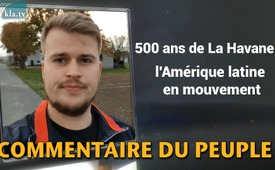 kla.tv
500 ans de La Havane
l'Amérique latine
en mouvement
COMMENTAIRE DU PEUPLE